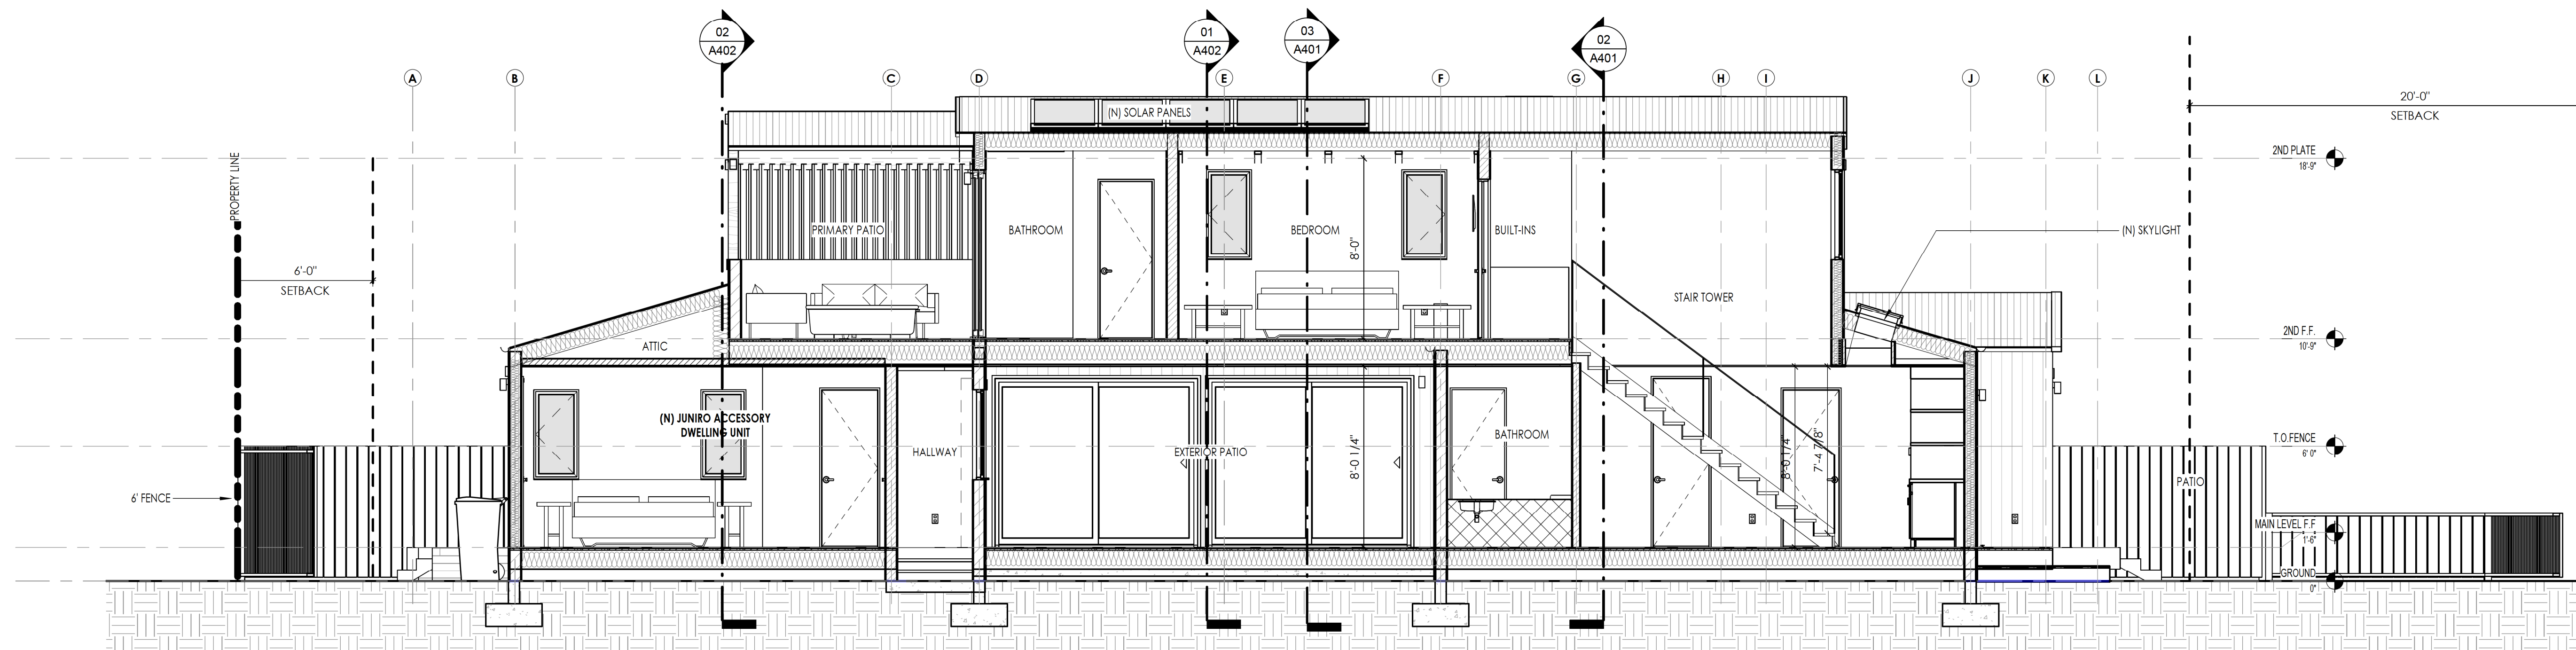 02
A402
01
A402
03
A401
02
A401
A
B
C
D
E
F
G
H
I
J
K
L
20'-0"
SETBACK
(N) SOLAR PANELS
PROPERTY LINE
2ND PLATE
18'-9"
PRIMARY PATIO
BATHROOM
BEDROOM
8'-0"
BUILT-INS
(N) SKYLIGHT
6'-0"
SETBACK
STAIR TOWER
2ND F.F.
10'-9"
ATTIC
(N) JUNIRO ACCESSORY
DWELLING UNIT
HALLWAY
EXTERIOR PATIO
8'-0 1/4"
BATHROOM
8'-0 1/4"
7'-4 7/8"
T.O.FENCE
6' 0"
PATIO
6' FENCE
MAIN LEVEL F.F
1'-6"
GROUND
0"